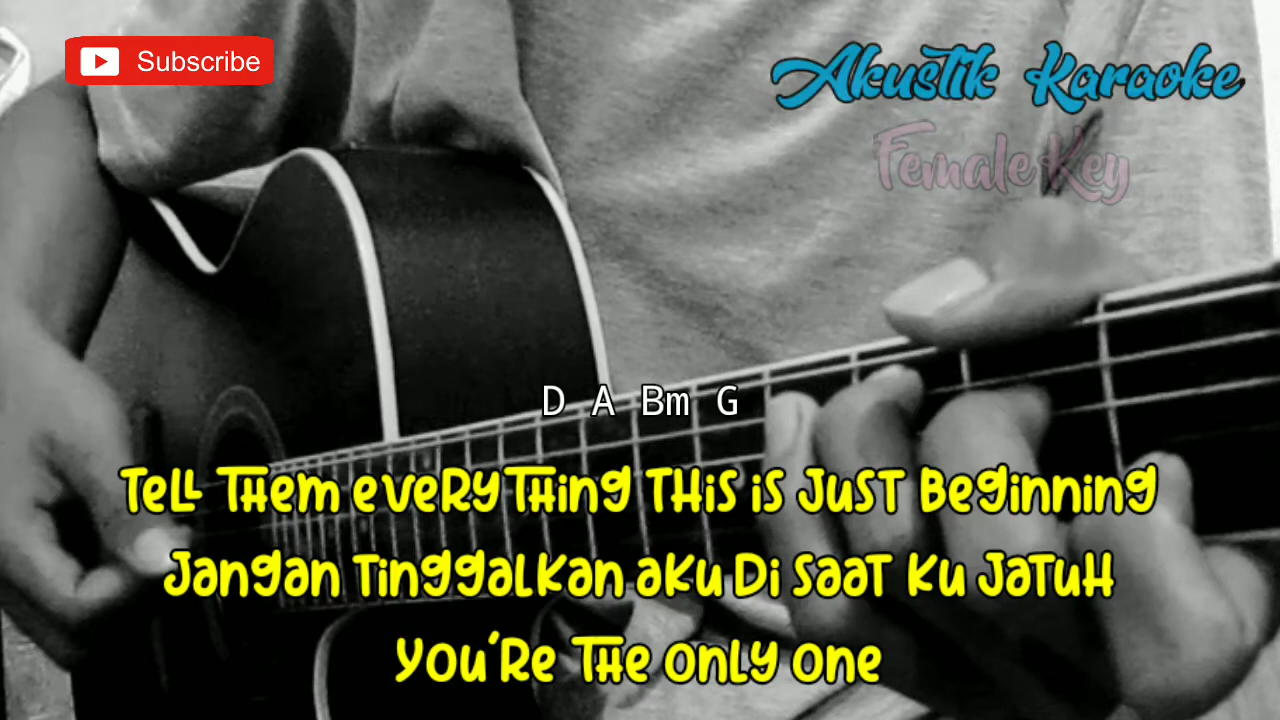 Subscribe
Akustik Karaoke
Female Key
D A Bm G
Tell Them everything This is Just Beginning
Jangan Tinggalkan aku Di saat ku Jatuh
You're The only one